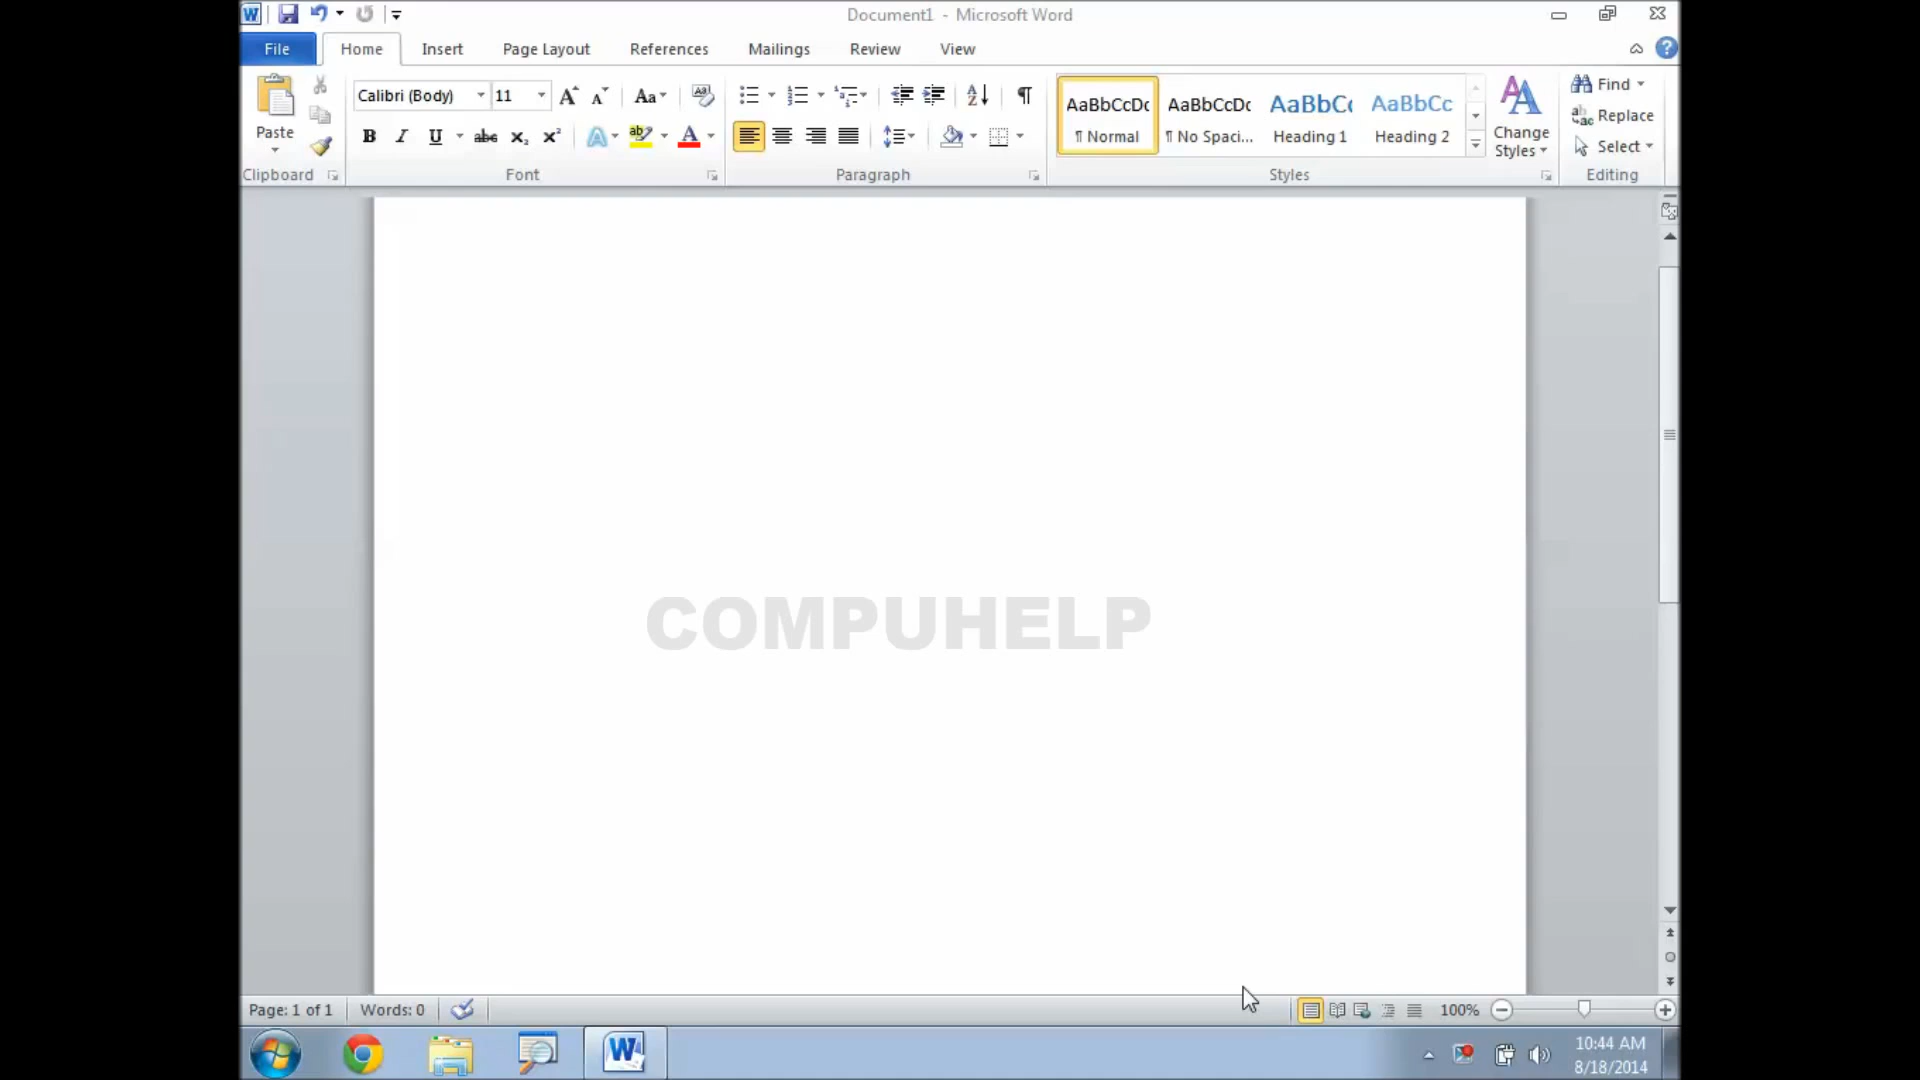 Document1 - Microsoft Word
File Home Insert Page Layout References Mailings Review View
Calibri (Body) 11 Aa
Paste
B I U abc x₂ x² A ab A
AaBbCcDc AaBbCcDc AaBbC AaBbCc
¶ Normal ¶ No Spaci... Heading 1 Heading 2
Change
Styles
Find
Replace
Select
Clipboard Font Paragraph Styles Editing
COMPUHELP
Page: 1 of 1 Words: 0 100%
10:44 AM
8/18/2014